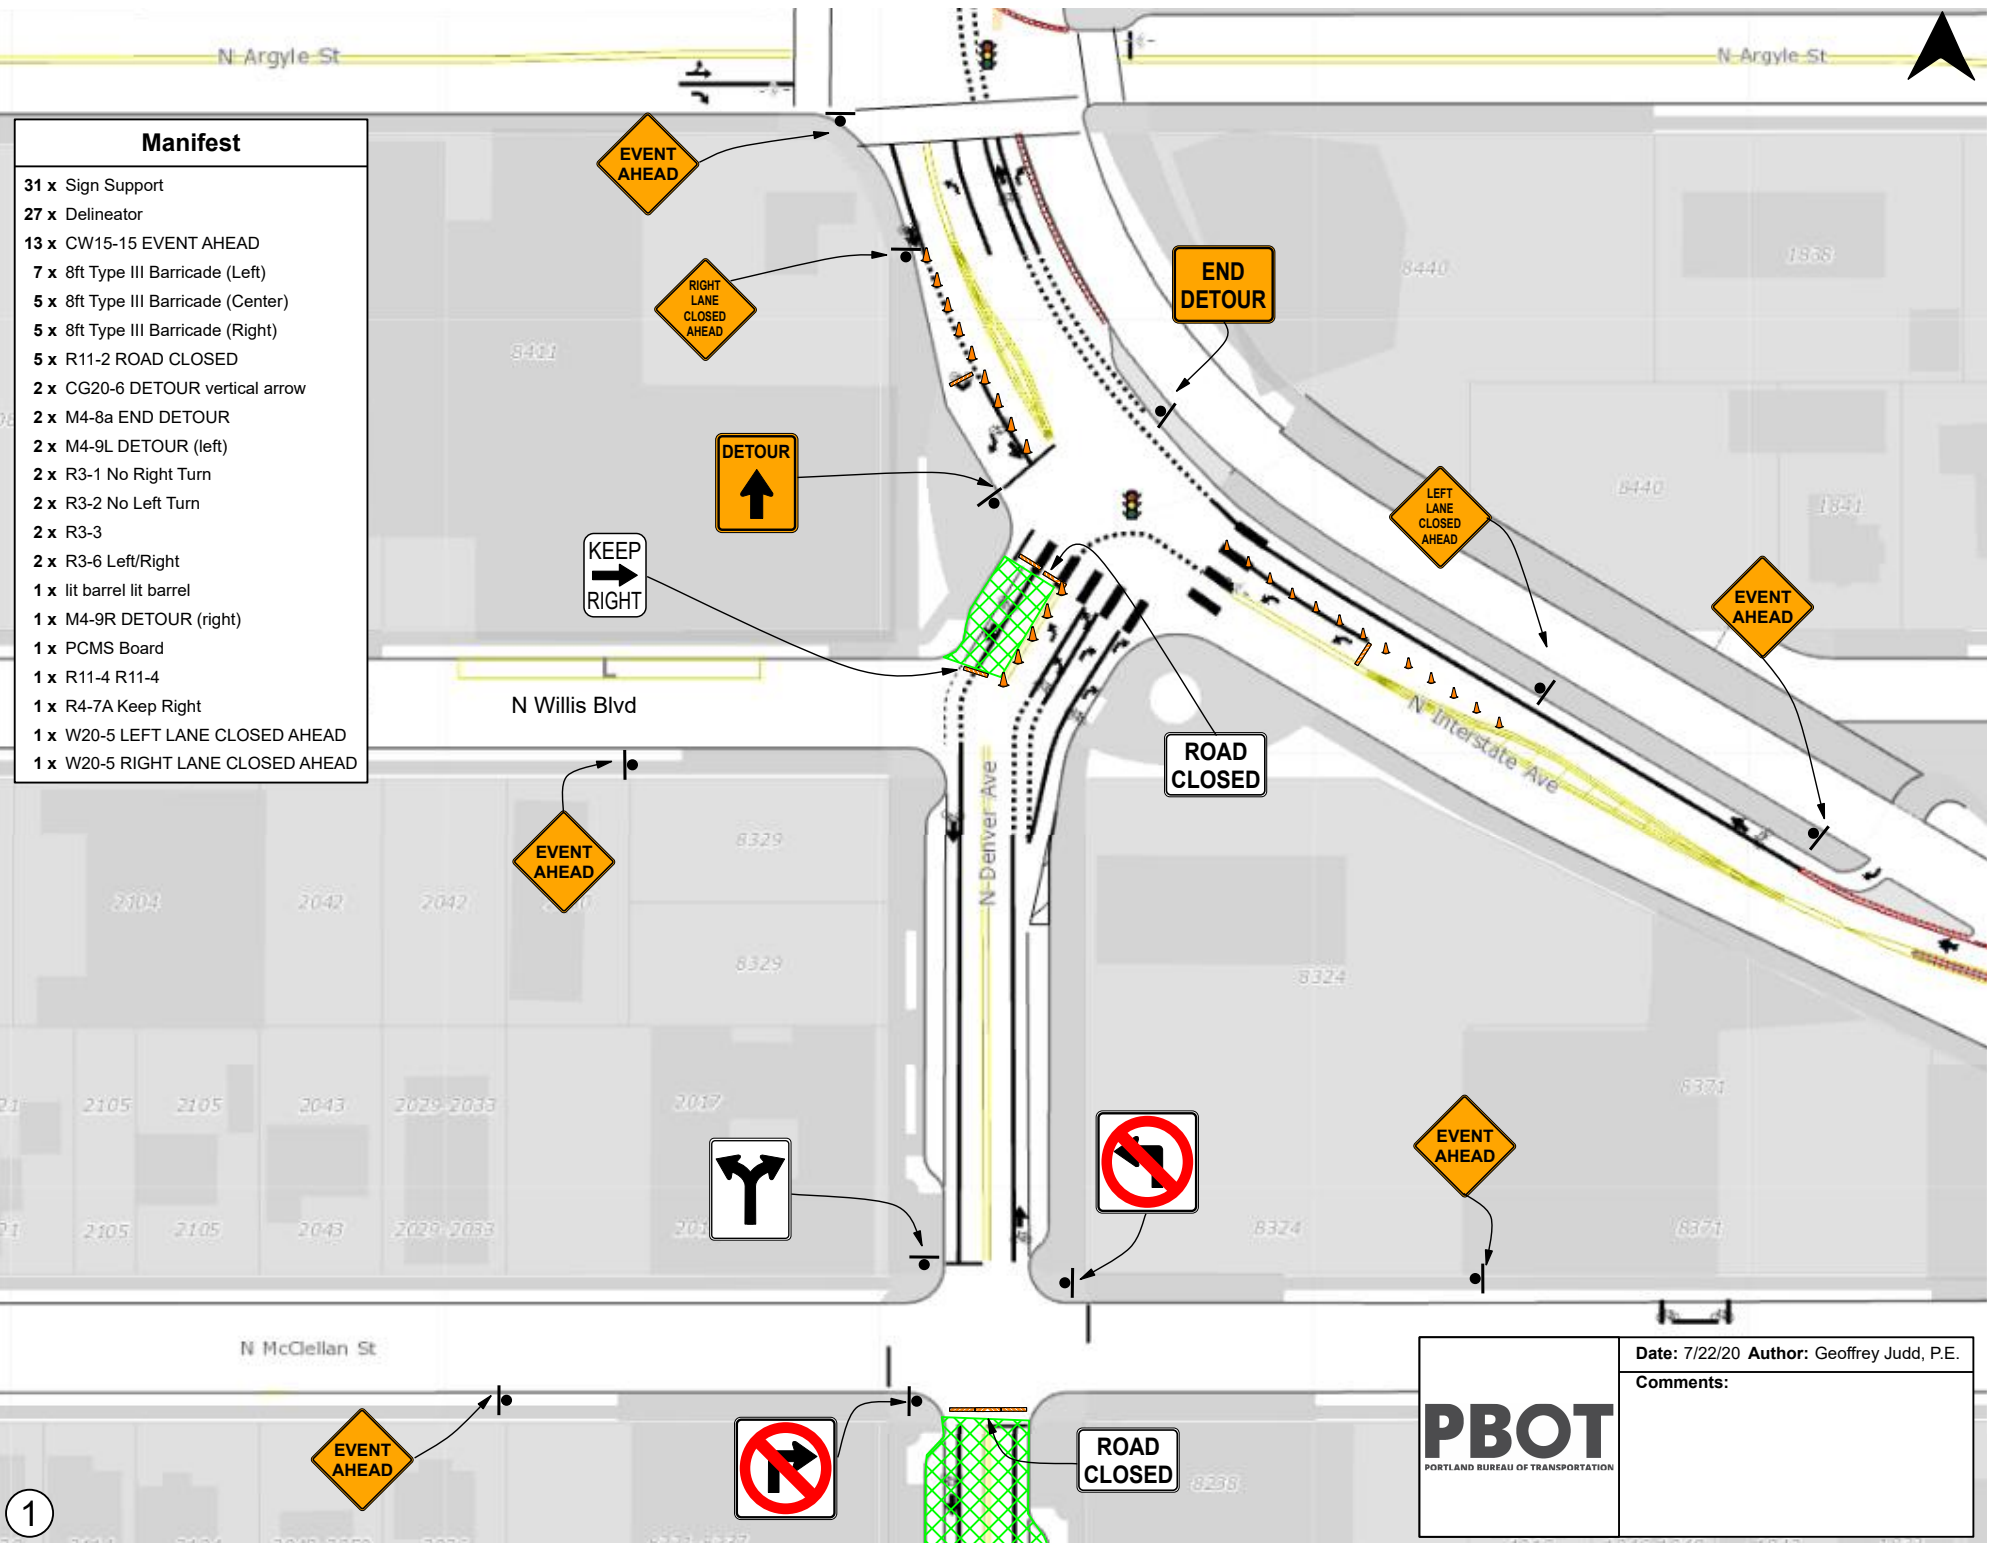 N Argyle St
N Argyle St
Manifest
31 x Sign Support
27 x Delineator
13 x CW15-15 EVENT AHEAD
7 x 8ft Type III Barricade (Left)
5 x 8ft Type III Barricade (Center)
5 x 8ft Type III Barricade (Right)
5 x R11-2 ROAD CLOSED
2 x CG20-6 DETOUR vertical arrow
2 x M4-8a END DETOUR
2 x M4-9L DETOUR (left)
2 x R3-1 No Right Turn
2 x R3-2 No Left Turn
2 x R3-3
2 x R3-6 Left/Right
1 x lit barrel lit barrel
1 x M4-9R DETOUR (right)
1 x PCMS Board
1 x R11-4 R11-4
1 x R4-7A Keep Right
1 x W20-5 LEFT LANE CLOSED AHEAD
1 x W20-5 RIGHT LANE CLOSED AHEAD
EVENT
AHEAD
RIGHT
LANE
CLOSED
AHEAD
END
DETOUR
8440
1838
8411
DETOUR
LEFT
LANE
CLOSED
AHEAD
8440
1841
KEEP
RIGHT
EVENT
AHEAD
L
N Willis Blvd
N Interstate Ave
ROAD
CLOSED
N Denver Ave
EVENT
AHEAD
8329
2104
2042
2042
8329
8324
2105
2105
2043
2029-2033
2017
8371
EVENT
AHEAD
2105
2105
2043
2029-2033
8324
8371
N McClellan St
EVENT
AHEAD
ROAD
CLOSED
8238
Date: 7/22/20 Author: Geoffrey Judd, P.E.
Comments:
PBOT
PORTLAND BUREAU OF TRANSPORTATION
1